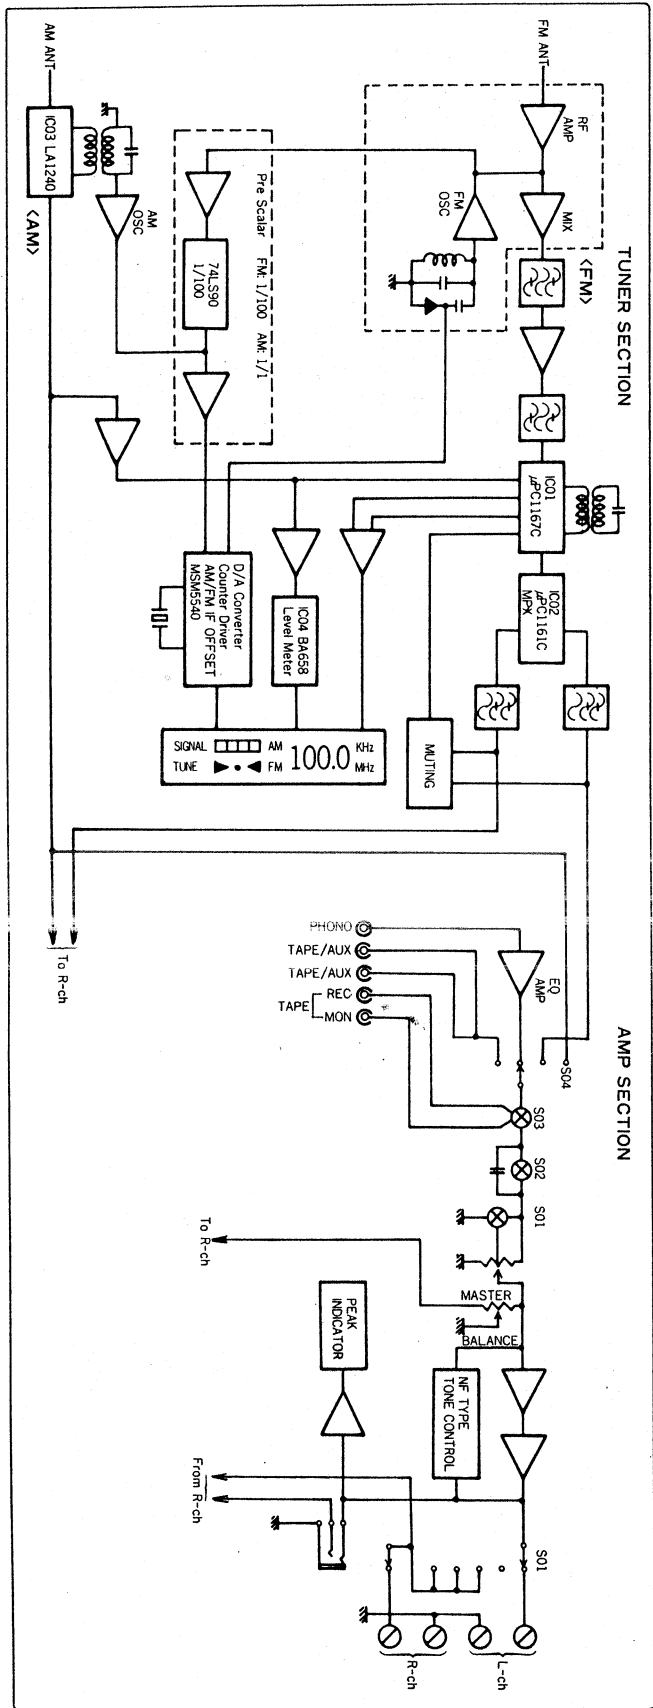 TUNER SECTION
FM ANT
RF
AMP
MIX
<FM>
FM
OSC
AM ANT
IC03 LA1240
<AM>
AM
OSC
Pre Scalar FM: 1/100 AM: 1/1
74LS90
1/100
IC01
μPC1167C
IC02
μPC1161C
MPX
D/A Converter
Counter Driver
AM/FM IF OFFSET
MSM5540
IC04 BA658
Level Meter
MUTING
SIGNAL AM 100.0 KHz
TUNE FM MHz
To R-ch
AMP SECTION
PHONO
TAPE/AUX
TAPE/AUX
TAPE REC
MON
EQ
AMP
S04
S03
S02
S01
MASTER
BALANCE
To R-ch
PEAK
INDICATOR
NF TYPE
TONE CONTROL
From R-ch
S01
L-ch
R-ch